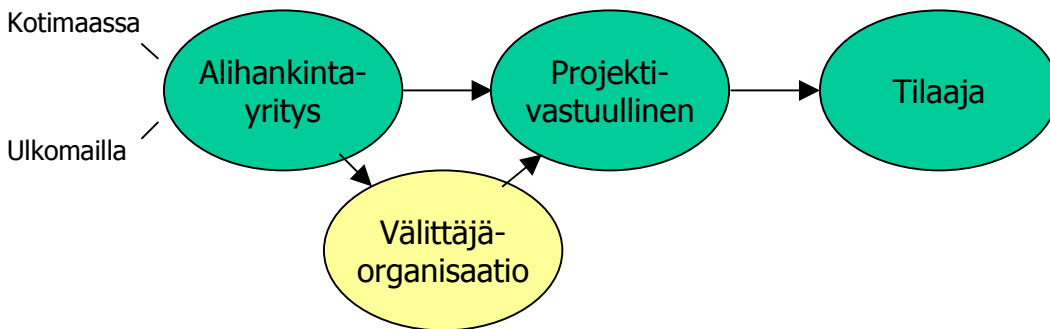 Kotimaassa
Ulkomailla
Alihankinta-
yritys
Projekti-
vastuullinen
Tilaaja
Välittäjä-
organisaatio